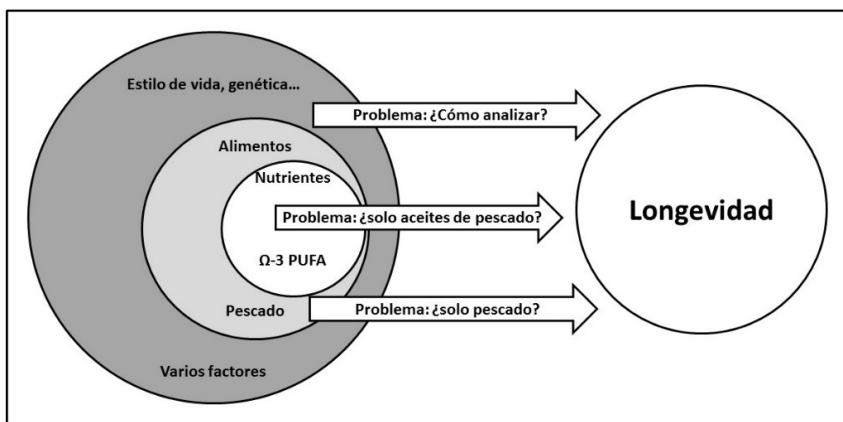 Estilo de vida, genética...
Problema: ¿Cómo analizar?
Alimentos
Nutrientes
Problema: ¿solo aceites de pescado?
Longevidad
Ω-3 PUFA
Pescado
Problema: ¿solo pescado?
Varios factores